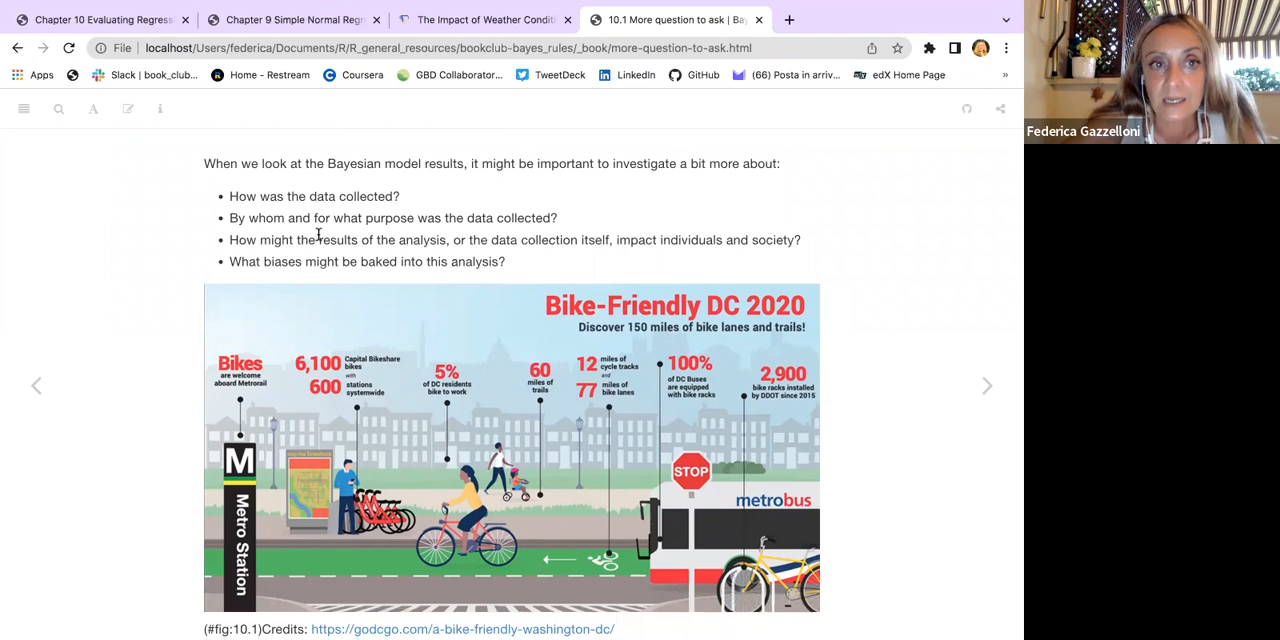 Chapter 10 Evaluating Regress
Chapter 9 Simple Normal Reg
The Impact of Weather Conditi
10.1 More question to ask | Bay
File
localhost/Users/federica/Documents/R/R_general_resources/bookclub-bayes_rules/_book/more-question-to-ask.html
Apps
Slack | book_club...
Home - Restream
Coursera
GBD Collaborator...
TweetDeck
LinkedIn
GitHub
(66) Posta in arriv...
edX Home Page
»
Federica Gazzelloni
When we look at the Bayesian model results, it might be important to investigate a bit more about:
• How was the data collected?
• By whom and for what purpose was the data collected?
• How might the results of the analysis, or the data collection itself, impact individuals and society?
• What biases might be baked into this analysis?
Bike-Friendly DC 2020
Discover 150 miles of bike lanes and trails!
Bikes
are welcome
aboard Metrorail
6,100 Capital Bikeshare
bikes
with
600 stations
systemwide
5%
of DC residents
bike to work
60
miles of
trails
12 miles of
cycle tracks
and
77 miles of
bike lanes
100%
of DC Buses
are equipped
with bike racks
2,900
bike racks installed
by DDOT since 2015
M
Metro Station
STOP
metrobus
(#fig:10.1)Credits: https://godcgo.com/a-bike-friendly-washington-dc/